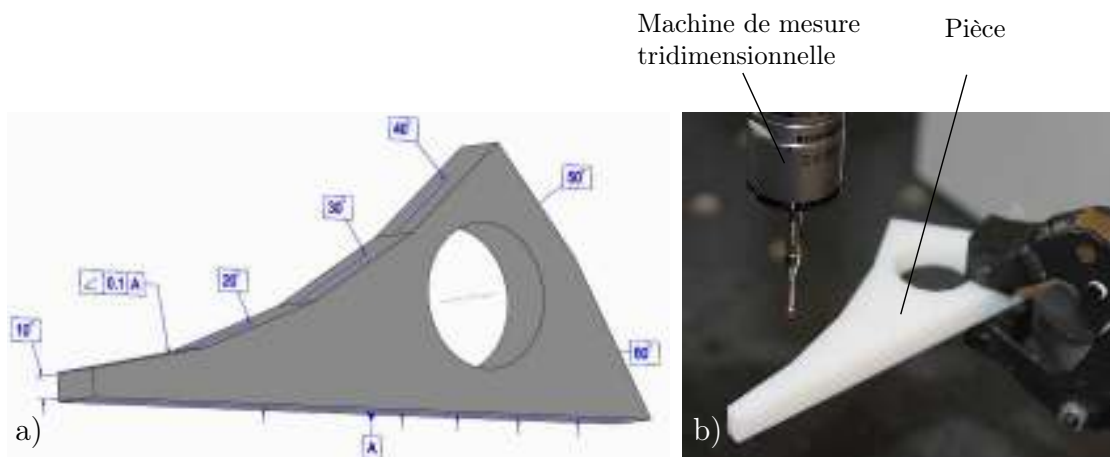 Machine de mesure
tridimensionnelle
Pièce
40°
50°
30°
∠ 0.1 A
20°
10°
60°
A
a)
b)